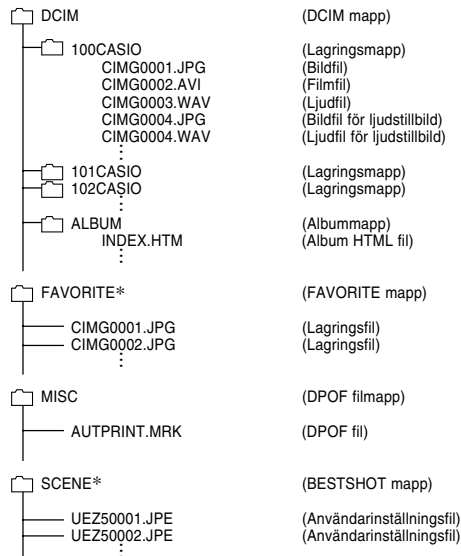 DCIM (DCIM mapp)
100CASIO (Lagringsmapp)
CIMG0001.JPG (Bildfil)
CIMG0002.AVI (Filmfil)
CIMG0003.WAV (Ljudfil)
CIMG0004.JPG (Bildfil för ljudstillbild)
CIMG0004.WAV (Ljudfil för ljudstillbild)
101CASIO (Lagringsmapp)
102CASIO (Lagringsmapp)
ALBUM (Albummapp)
INDEX.HTM (Album HTML fil)
FAVORITE* (FAVORITE mapp)
CIMG0001.JPG (Lagringsfil)
CIMG0002.JPG (Lagringsfil)
MISC (DPOF filmapp)
AUTPRINT.MRK (DPOF fil)
SCENE* (BESTSHOT mapp)
UEZ50001.JPE (Användarinställningsfil)
UEZ50002.JPE (Användarinställningsfil)